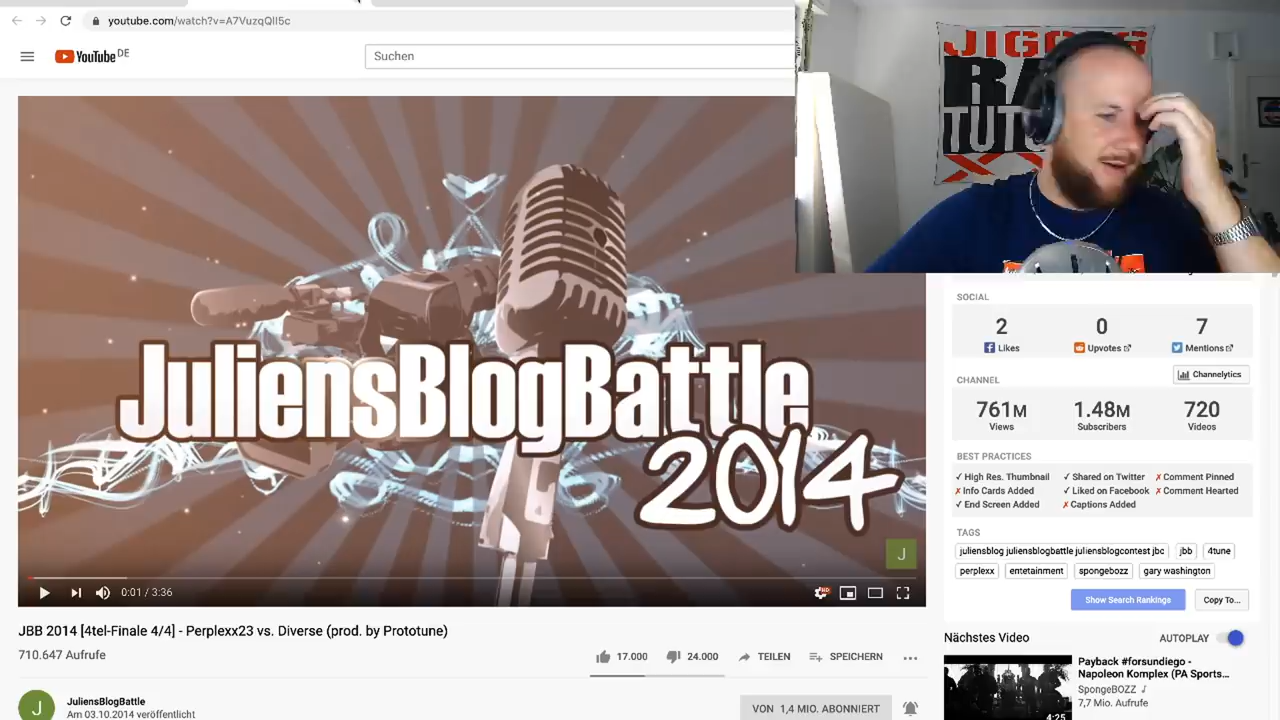 youtube.com/watch?v=A7VuzqQlI5c
YouTube DE
Suchen
JIGGGS
RA
TUT
JuliensBlogBattle
2014
J
0:01 / 3:36
HD
JBB 2014 [4tel-Finale 4/4] - Perplexx23 vs. Diverse (prod. by Prototune)
710.647 Aufrufe
17.000
24.000
TEILEN
SPEICHERN
J
JuliensBlogBattle
Am 03.10.2014 veröffentlicht
VON 1,4 MIO. ABONNIERT
SOCIAL
2 0 7
Likes Upvotes Mentions
CHANNEL
Channelytics
761M 1.48M 720
Views Subscribers Videos
BEST PRACTICES
✓ High Res. Thumbnail ✓ Shared on Twitter ✗ Comment Pinned
✗ Info Cards Added ✓ Liked on Facebook ✗ Comment Hearted
✓ End Screen Added ✗ Captions Added
TAGS
juliensblog juliensblogbattle juliensblogcontest jbc jbb 4tune
perplexx entetainment spongebozz gary washington
Show Search Rankings Copy To...
Nächstes Video AUTOPLAY
Payback #forsundiego -
Napoleon Komplex (PA Sports...
SpongeBOZZ ♪
7,7 Mio. Aufrufe
4:25